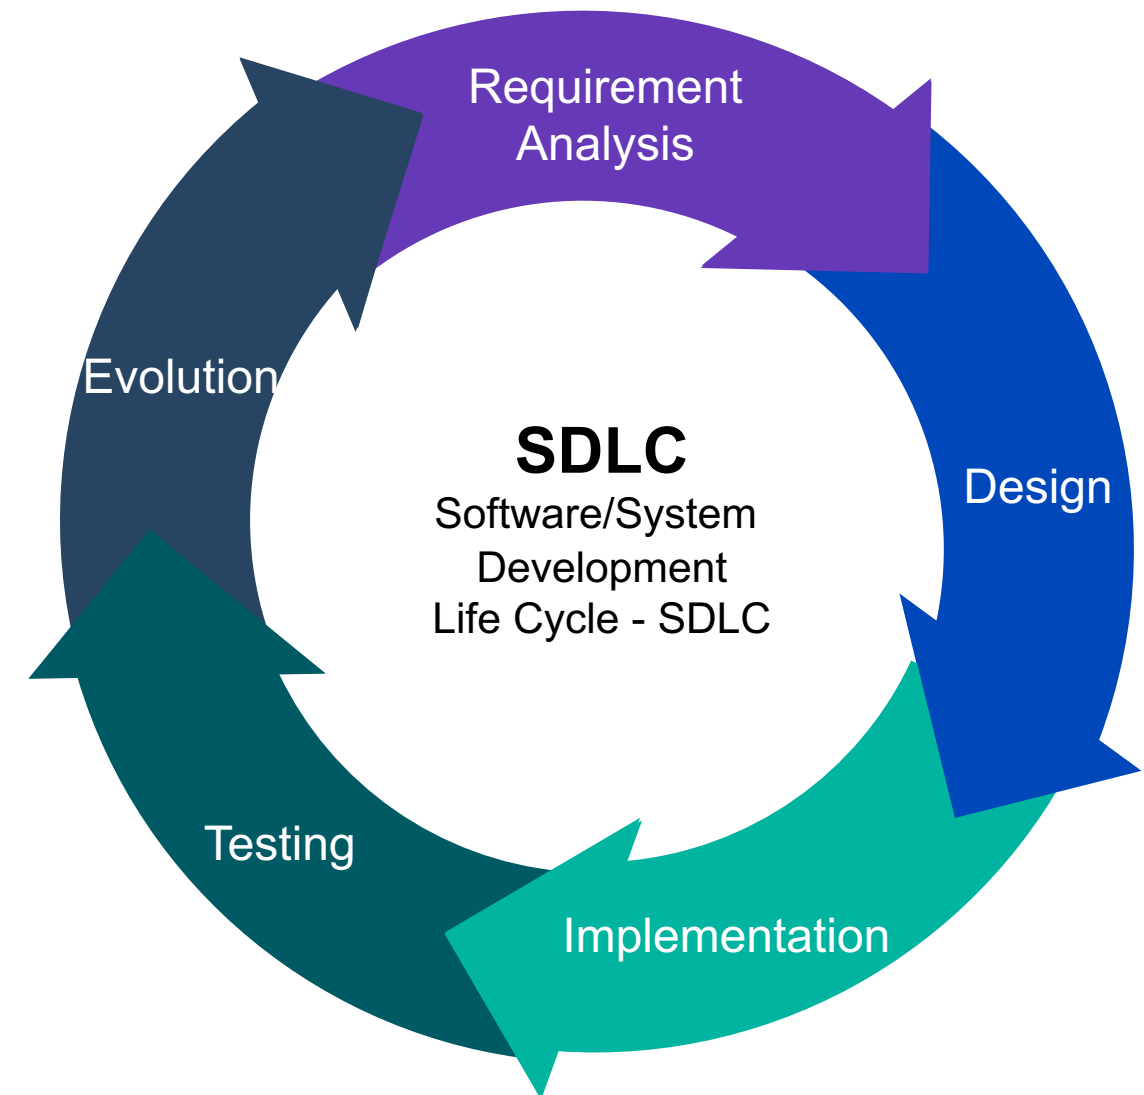 Requirement
Analysis
Evolution
SDLC
Software/System
Development
Life Cycle - SDLC
Design
Testing
Implementation